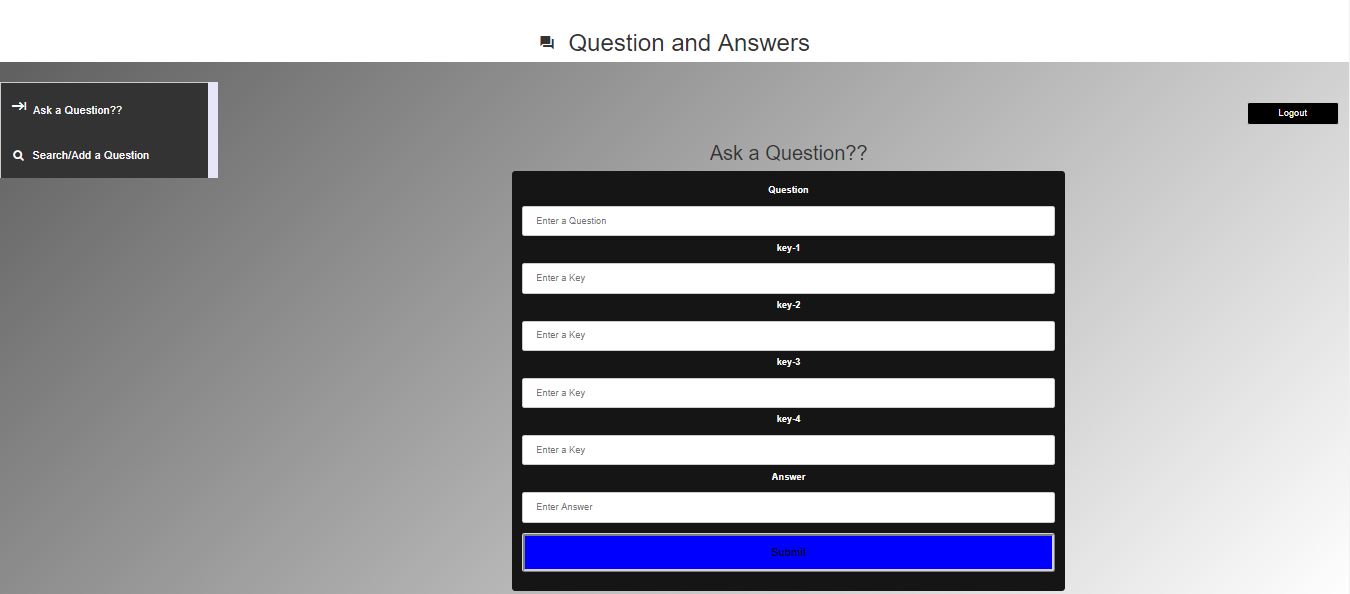 Question and Answers
Ask a Question??
Search/Add a Question
Logout
Ask a Question??
Question
Enter a Question
key-1
Enter a Key
key-2
Enter a Key
key-3
Enter a Key
key-4
Enter a Key
Answer
Enter Answer
Submit